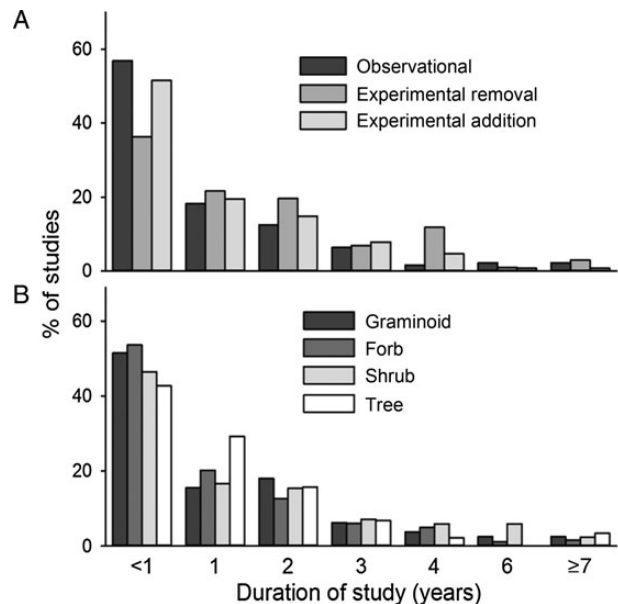 A
60
40
20
0
Observational
Experimental removal
Experimental addition
% of studies
B
60
40
20
0
Graminoid
Forb
Shrub
Tree
<1 1 2 3 4 6 ≥7
Duration of study (years)